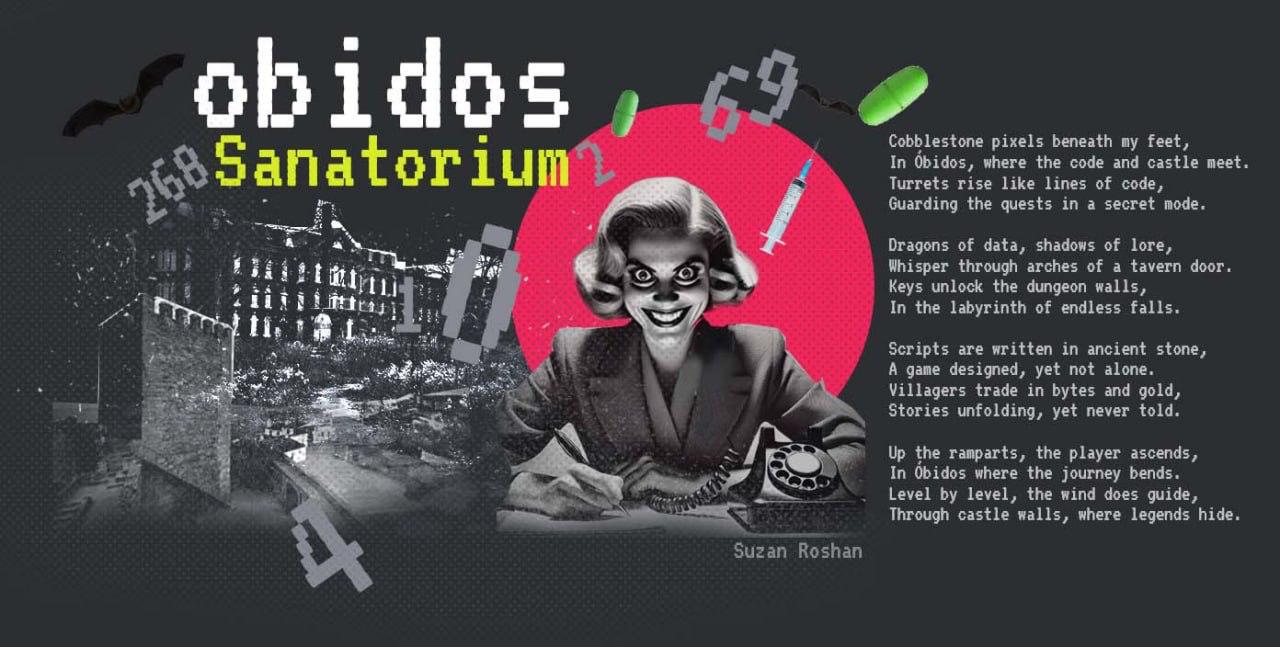 obidos
Sanatorium
268
2
69
10
4
Suzan Roshan
Cobblestone pixels beneath my feet,
In Óbidos, where the code and castle meet.
Turrets rise like lines of code,
Guarding the quests in a secret mode.
Dragons of data, shadows of lore,
Whisper through arches of a tavern door.
Keys unlock the dungeon walls,
In the labyrinth of endless falls.
Scripts are written in ancient stone,
A game designed, yet not alone.
Villagers trade in bytes and gold,
Stories unfolding, yet never told.
Up the ramparts, the player ascends,
In Óbidos where the journey bends.
Level by level, the wind does guide,
Through castle walls, where legends hide.